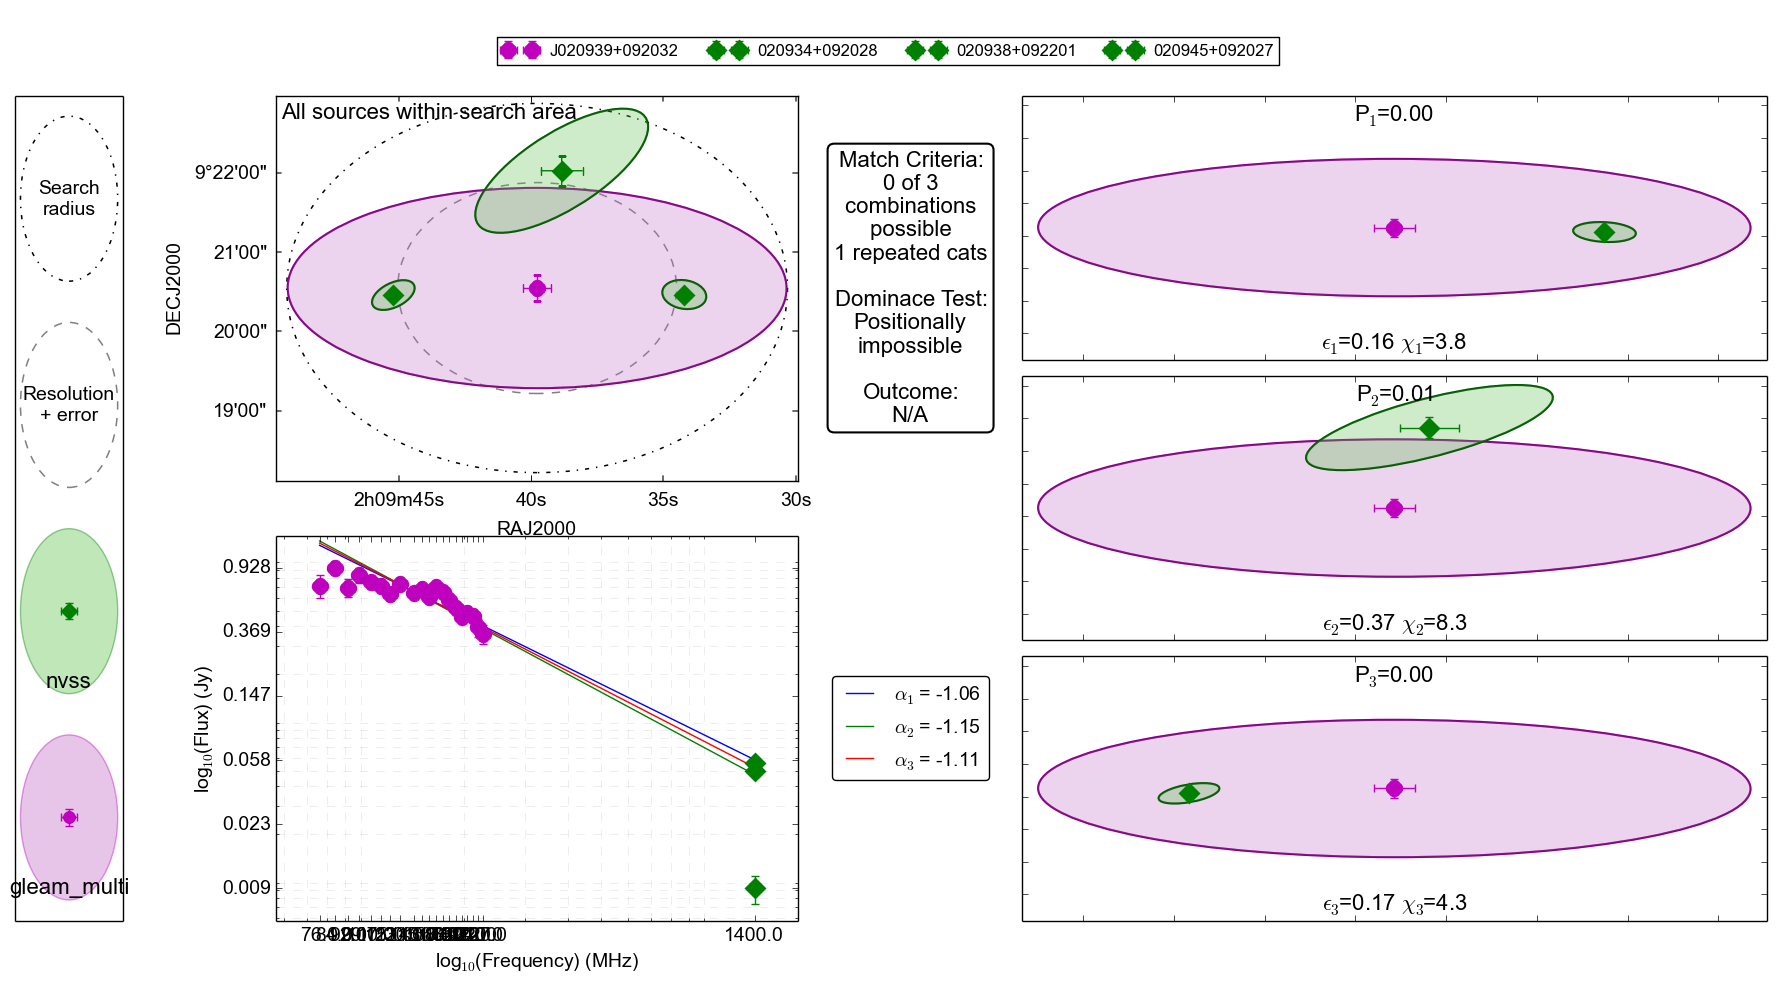 J020939+092032 020934+092028 020938+092201 020945+092027
Search
radius
Resolution
+ error
nvss
gleam_multi
All sources within search area
DECJ2000
9°22'00"
21'00"
20'00"
19'00"
2h09m45s 40s 35s 30s
RAJ2000
log₁₀(Flux) (Jy)
0.928
0.369
0.147
0.058
0.023
0.009
1400.0
log₁₀(Frequency) (MHz)
Match Criteria:
0 of 3
combinations
possible
1 repeated cats
Dominace Test:
Positionally
impossible
Outcome:
N/A
α₁ = -1.06
α₂ = -1.15
α₃ = -1.11
P₁=0.00
ϵ₁=0.16 χ₁=3.8
P₂=0.01
ϵ₂=0.37 χ₂=8.3
P₃=0.00
ϵ₃=0.17 χ₃=4.3